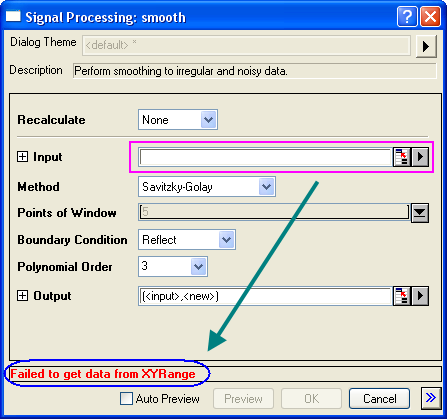 Signal Processing: smooth
Dialog Theme <default> *
Description Perform smoothing to irregular and noisy data.
Recalculate None
Input
Method Savitzky-Golay
Points of Window 5
Boundary Condition Reflect
Polynomial Order 3
Output (<input>,<new>)
Failed to get data from XYRange
Auto Preview Preview OK Cancel